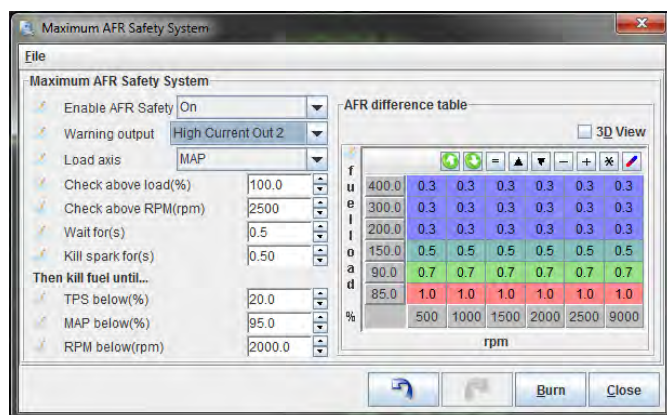 Maximum AFR Safety System
File
Maximum AFR Safety System
Enable AFR Safety On
Warning output High Current Out 2
Load axis MAP
Check above load(%) 100.0
Check above RPM(rpm) 2500
Wait for(s) 0.5
Kill spark for(s) 0.50
Then kill fuel until...
TPS below(%) 20.0
MAP below(%) 95.0
RPM below(rpm) 2000.0
AFR difference table
3D View
= - + *
fuelload
400.0 0.3 0.3 0.3 0.3 0.3 0.3
300.0 0.3 0.3 0.3 0.3 0.3 0.3
200.0 0.3 0.3 0.3 0.3 0.3 0.3
150.0 0.5 0.5 0.5 0.5 0.5 0.5
90.0 0.7 0.7 0.7 0.7 0.7 0.7
85.0 1.0 1.0 1.0 1.0 1.0 1.0
% 500 1000 1500 2000 2500 9000
rpm
Burn Close